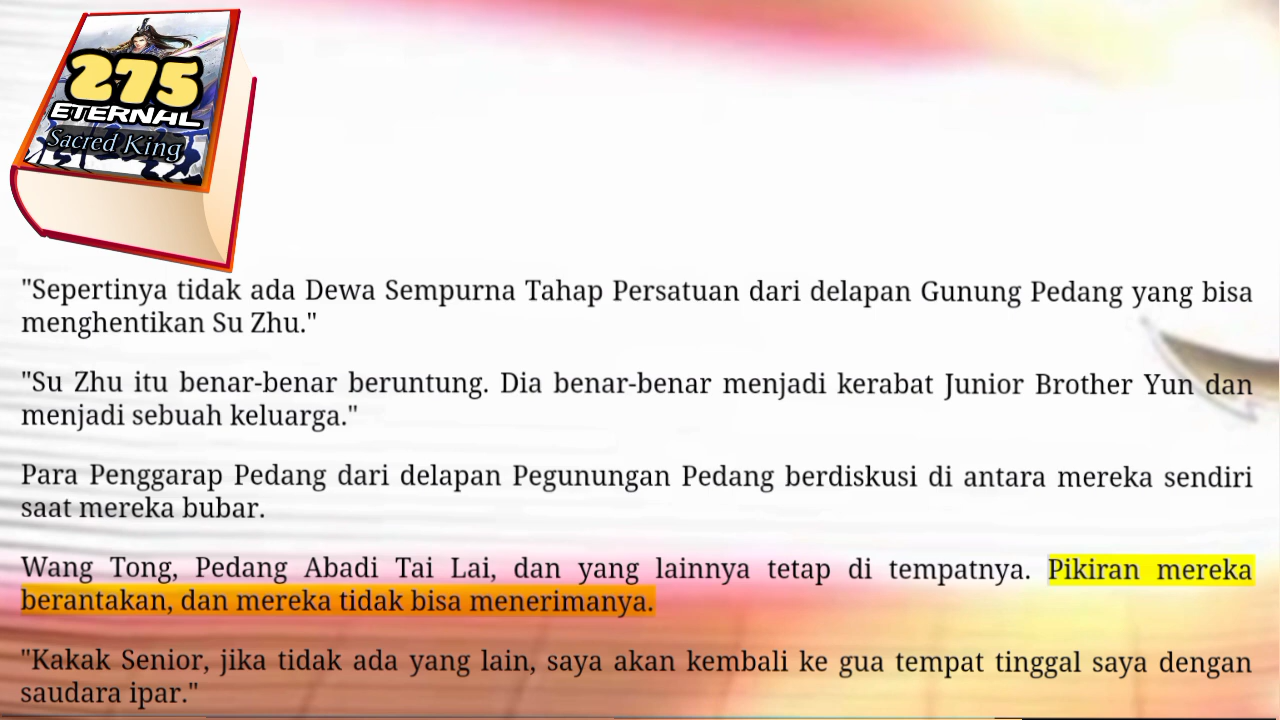 275
ETERNAL
Sacred King
"Sepertinya tidak ada Dewa Sempurna Tahap Persatuan dari delapan Gunung Pedang yang bisa
menghentikan Su Zhu."
"Su Zhu itu benar-benar beruntung. Dia benar-benar menjadi kerabat Junior Brother Yun dan
menjadi sebuah keluarga."
Para Penggarap Pedang dari delapan Pegunungan Pedang berdiskusi di antara mereka sendiri
saat mereka bubar.
Wang Tong, Pedang Abadi Tai Lai, dan yang lainnya tetap di tempatnya. Pikiran mereka
berantakan, dan mereka tidak bisa menerimanya.
"Kakak Senior, jika tidak ada yang lain, saya akan kembali ke gua tempat tinggal saya dengan
saudara ipar."